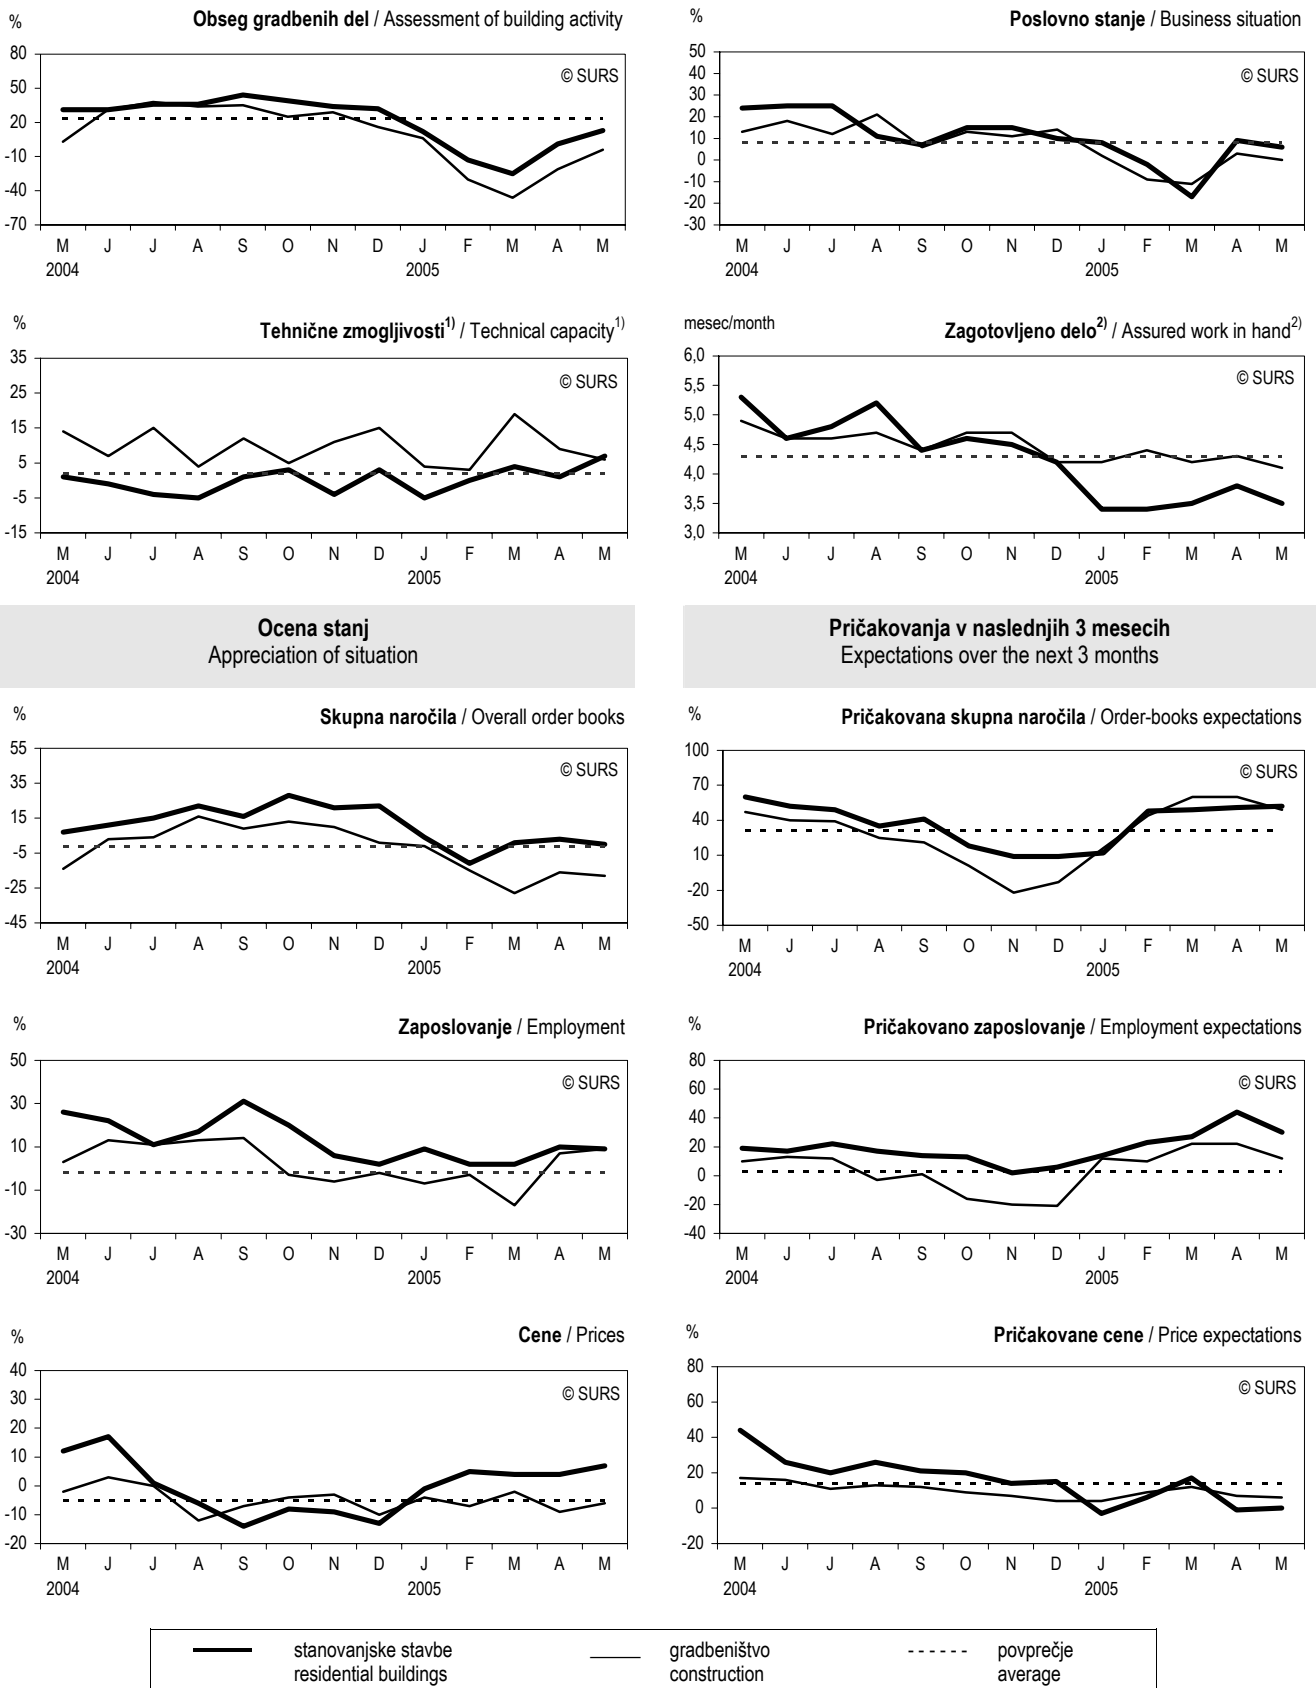 % Obseg gradbenih del / Assessment of building activity
80
50
20
-10
-40
-70
© SURS
M J J A S O N D J F M A M
2004 2005
% Poslovno stanje / Business situation
50
40
30
20
10
0
-10
-20
-30
© SURS
M J J A S O N D J F M A M
2004 2005
% Tehnične zmogljivosti1) / Technical capacity1)
35
25
15
5
-5
-15
© SURS
M J J A S O N D J F M A M
2004 2005
mesec/month Zagotovljeno delo2) / Assured work in hand2)
6,0
5,5
5,0
4,5
4,0
3,5
3,0
© SURS
M J J A S O N D J F M A M
2004 2005
Ocena stanj
Appreciation of situation
Pričakovanja v naslednjih 3 mesecih
Expectations over the next 3 months
% Skupna naročila / Overall order books
55
35
15
-5
-25
-45
© SURS
M J J A S O N D J F M A M
2004 2005
% Pričakovana skupna naročila / Order-books expectations
100
70
40
10
-20
-50
© SURS
M J J A S O N D J F M A M
2004 2005
% Zaposlovanje / Employment
50
30
10
-10
-30
© SURS
M J J A S O N D J F M A M
2004 2005
% Pričakovano zaposlovanje / Employment expectations
80
60
40
20
0
-20
-40
© SURS
M J J A S O N D J F M A M
2004 2005
% Cene / Prices
40
30
20
10
0
-10
-20
© SURS
M J J A S O N D J F M A M
2004 2005
% Pričakovane cene / Price expectations
80
60
40
20
0
-20
© SURS
M J J A S O N D J F M A M
2004 2005
stanovanjske stavbe
residential buildings
gradbeništvo
construction
povprečje
average